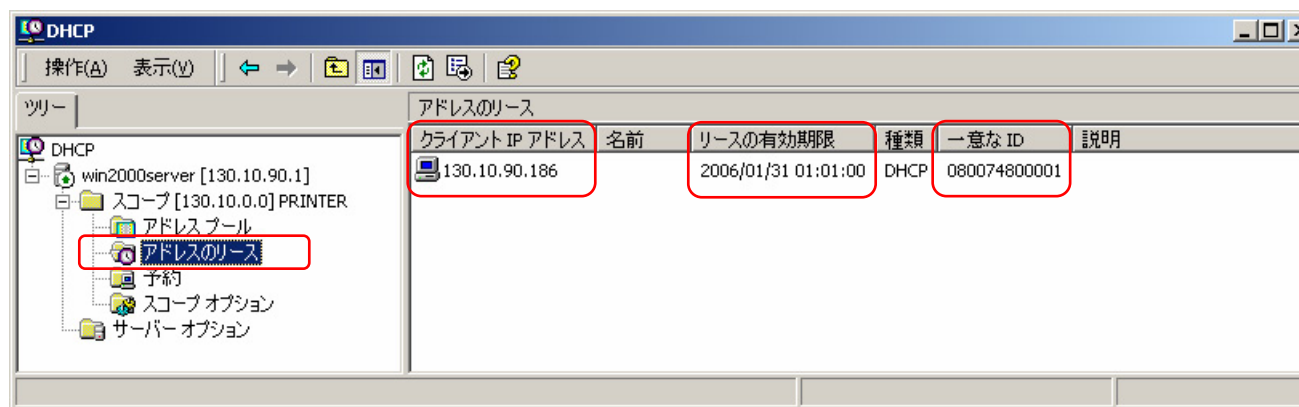 DHCP
操作(A) 表示(V)
ツリー
アドレスのリース
DHCP
win2000server [130.10.90.1]
スコープ [130.10.0.0] PRINTER
アドレス プール
アドレスのリース
予約
スコープ オプション
サーバー オプション
クライアント IP アドレス 名前 リースの有効期限 種類 一意な ID 説明
130.10.90.186 2006/01/31 01:01:00 DHCP 080074800001